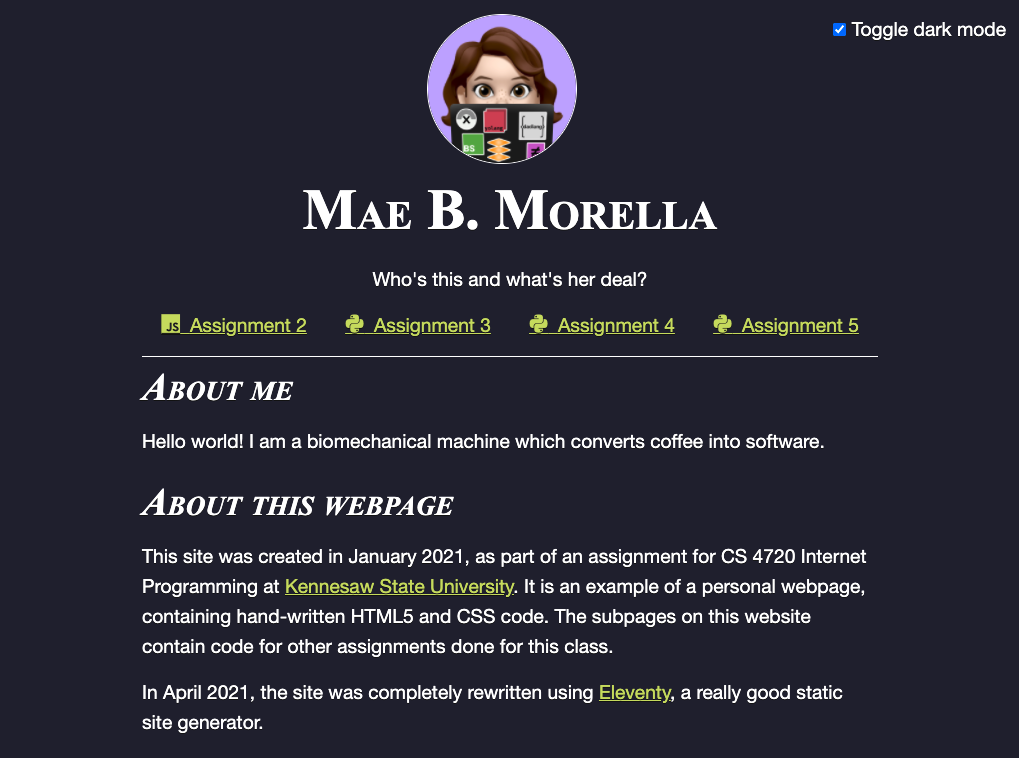 Toggle dark mode
X
BS
≠
Mae B. Morella
Who's this and what's her deal?
JS Assignment 2
Assignment 3
Assignment 4
Assignment 5
About me
Hello world! I am a biomechanical machine which converts coffee into software.
About this webpage
This site was created in January 2021, as part of an assignment for CS 4720 Internet
Programming at Kennesaw State University. It is an example of a personal webpage,
containing hand-written HTML5 and CSS code. The subpages on this website
contain code for other assignments done for this class.
In April 2021, the site was completely rewritten using Eleventy, a really good static
site generator.